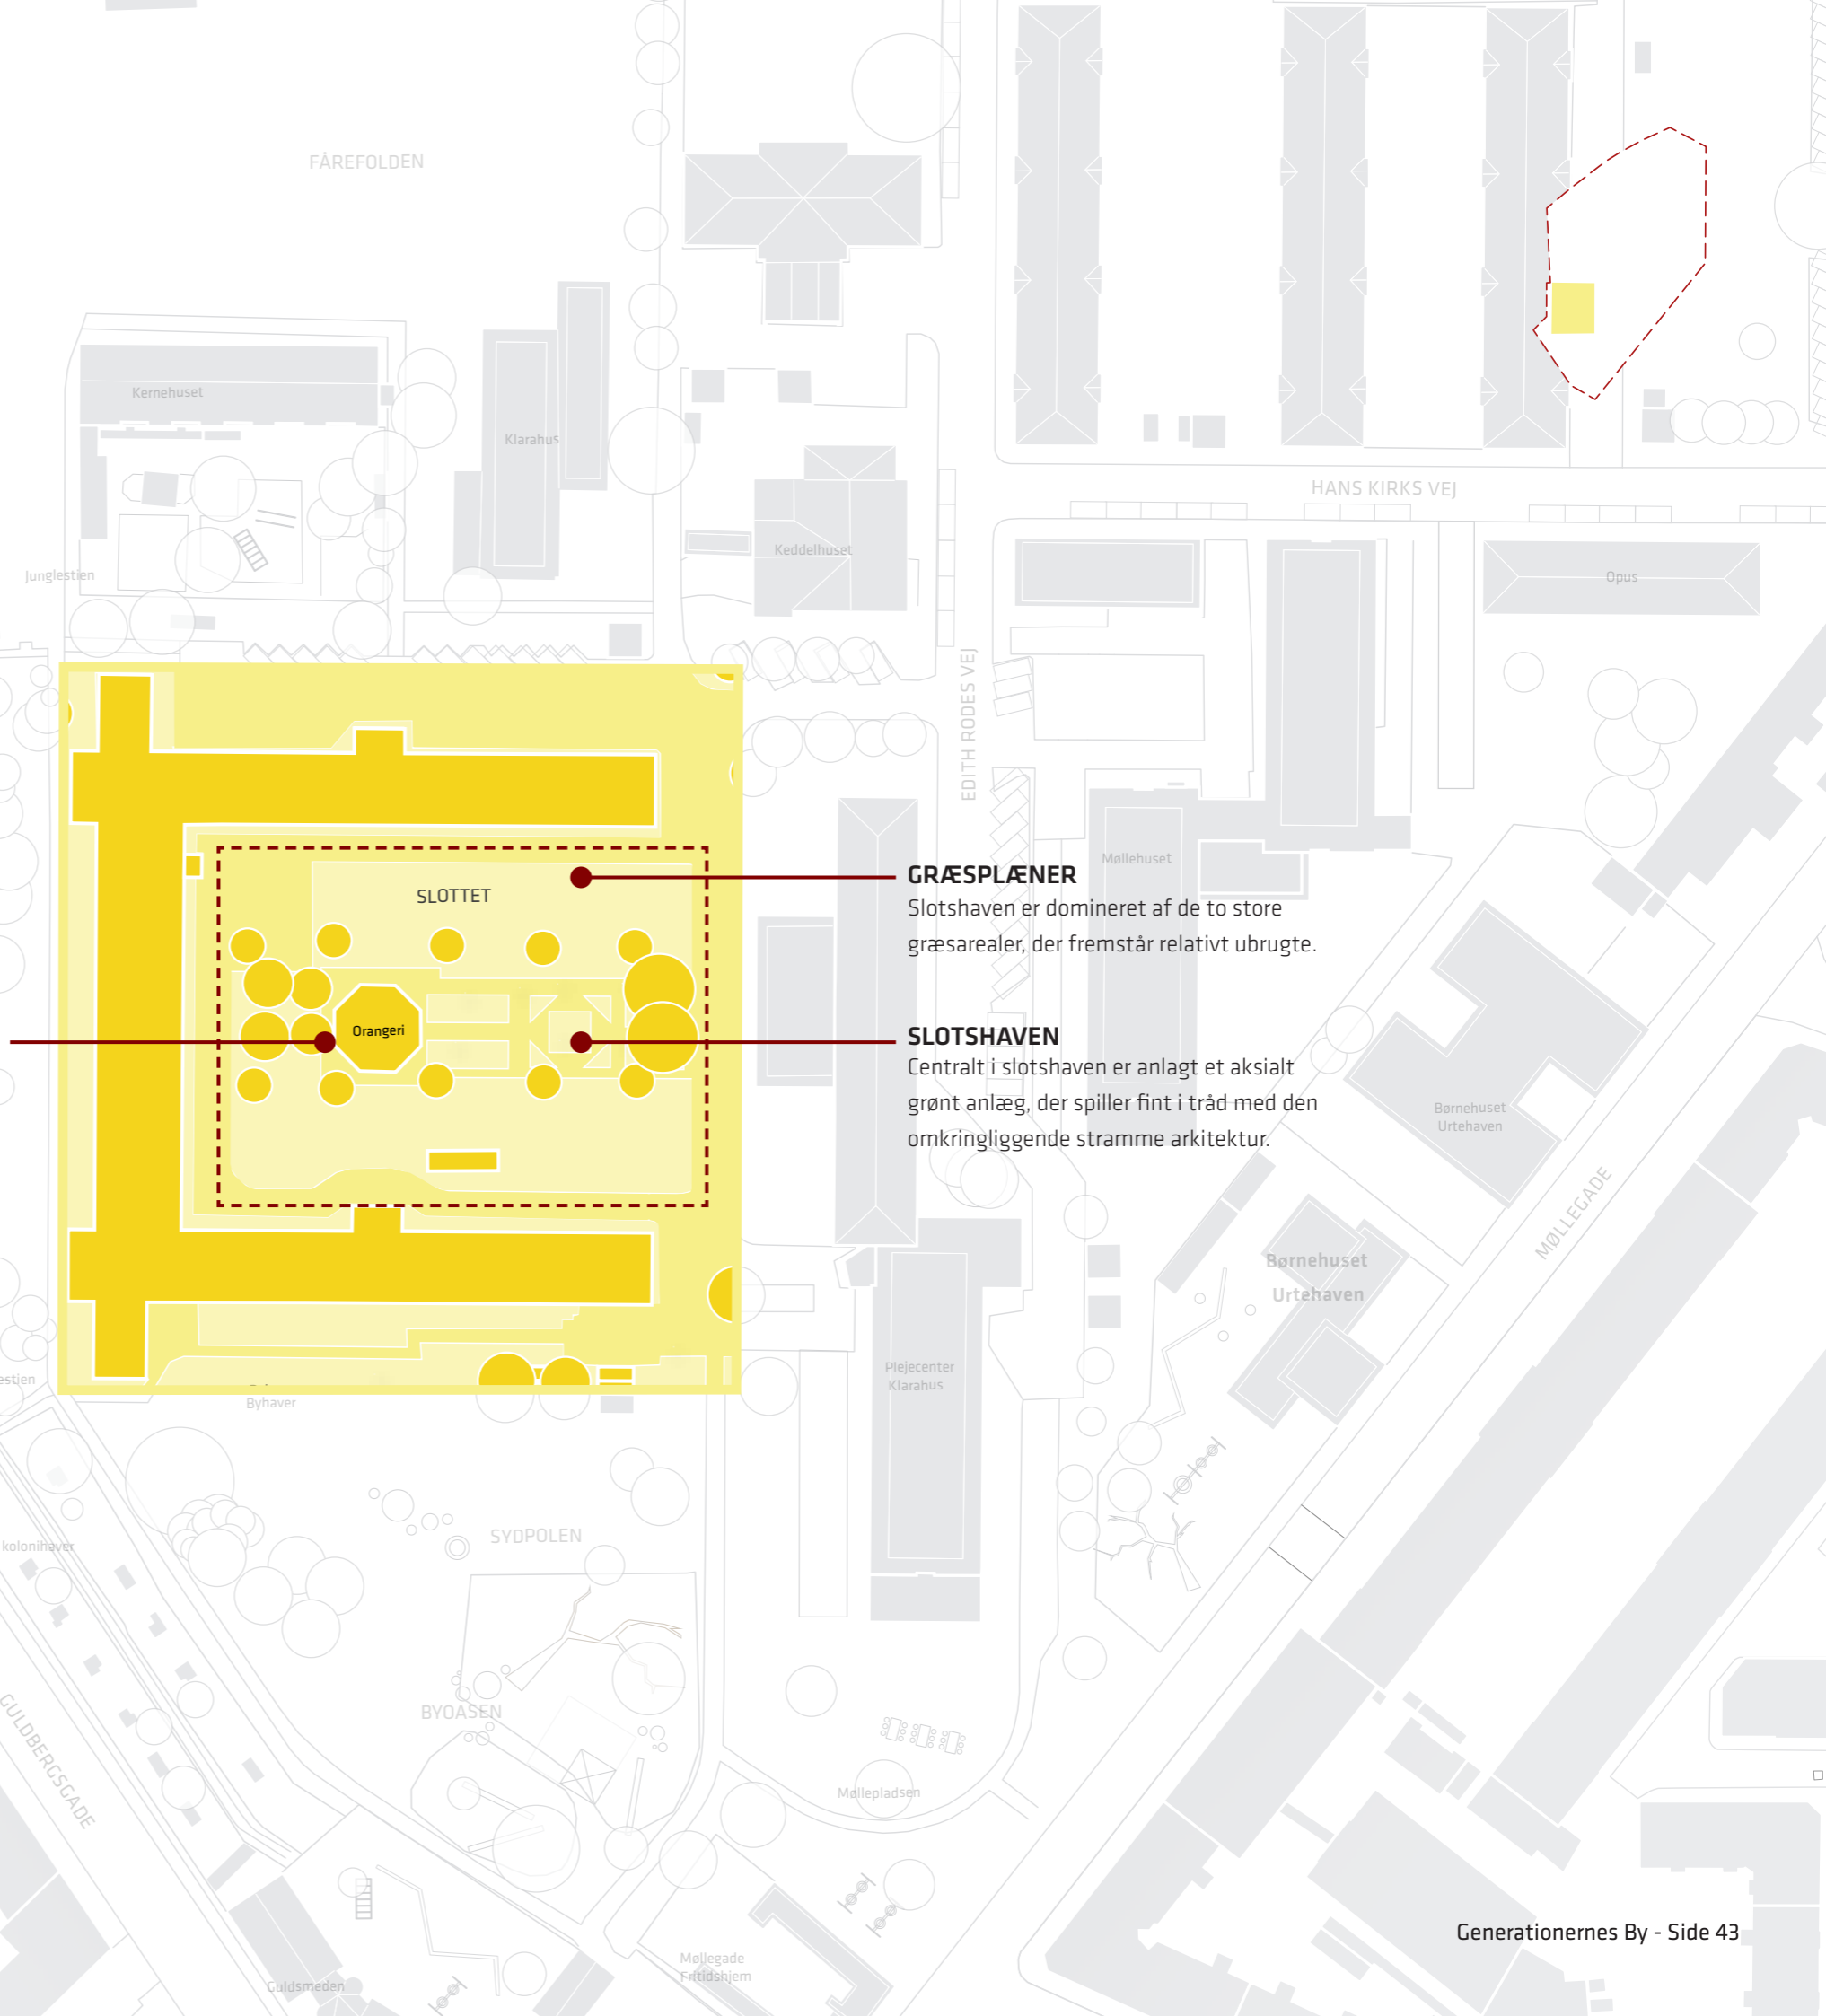 FÅREFOLDEN
Kernehuset
Klarahus
HANS KIRKS VEJ
Keddelhuset
Junglestien
Opus
EDITH RODES VEJ
Møllehuset
GRÆSPLÆNER
Slotshaven er domineret af de to store
græsarealer, der fremstår relativt ubrugte.
SLOTTET
Orangeri
SLOTSHAVEN
Centralt i slotshaven er anlagt et aksialt
grønt anlæg, der spiller fint i tråd med den
omkringliggende stramme arkitektur.
Børnehuset
Urtehaven
MØLLEGADE
Børnehuset
Urtehaven
Plejecenter
Klarahus
estien
Byhaver
SYDPOLEN
kolonihaver
BYOASEN
GULDBERGSGADE
Møllepladsen
Generationernes By - Side 43
Møllegade
Fritidshjem
Guldsmeden